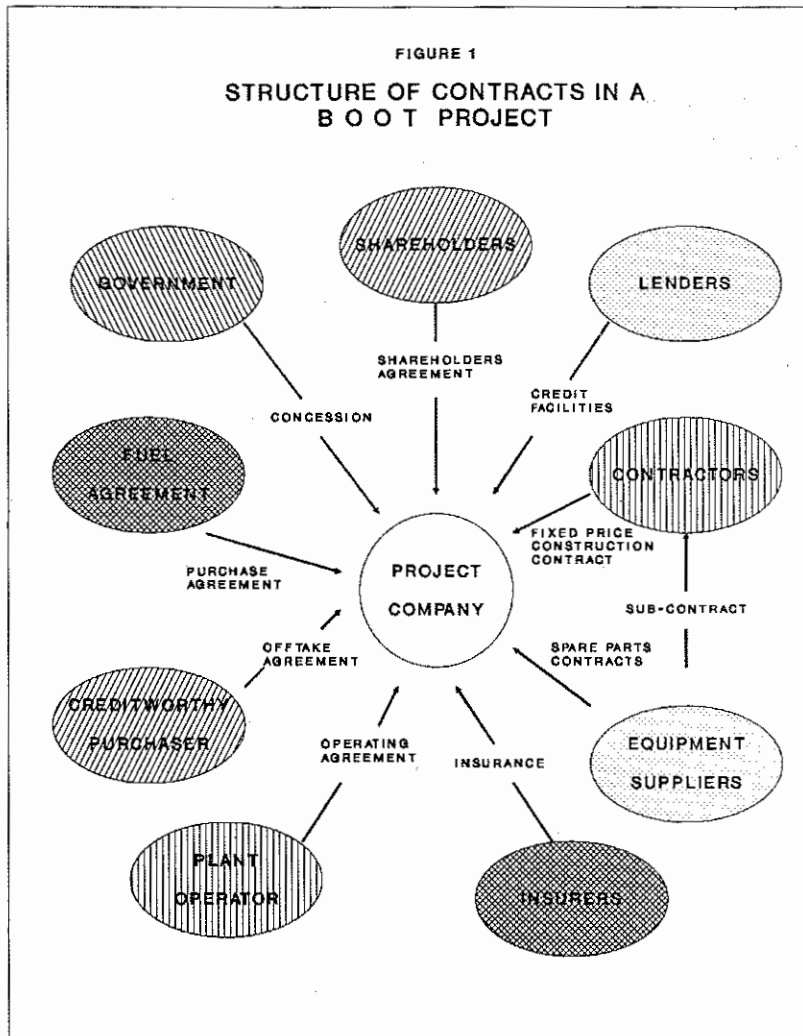 FIGURE 1
STRUCTURE OF CONTRACTS IN A
B O O T PROJECT
SHAREHOLDERS
GOVERNMENT
LENDERS
SHAREHOLDERS
AGREEMENT
CREDIT
FACILITIES
CONCESSION
FUEL
AGREEMENT
CONTRACTORS
FIXED PRICE
CONSTRUCTION
CONTRACT
PURCHASE
AGREEMENT
PROJECT
COMPANY
SUB-CONTRACT
OFFTAKE
AGREEMENT
SPARE PARTS
CONTRACTS
CREDITWORTHY
PURCHASER
OPERATING
AGREEMENT
INSURANCE
EQUIPMENT
SUPPLIERS
PLANT
OPERATOR
INSURERS